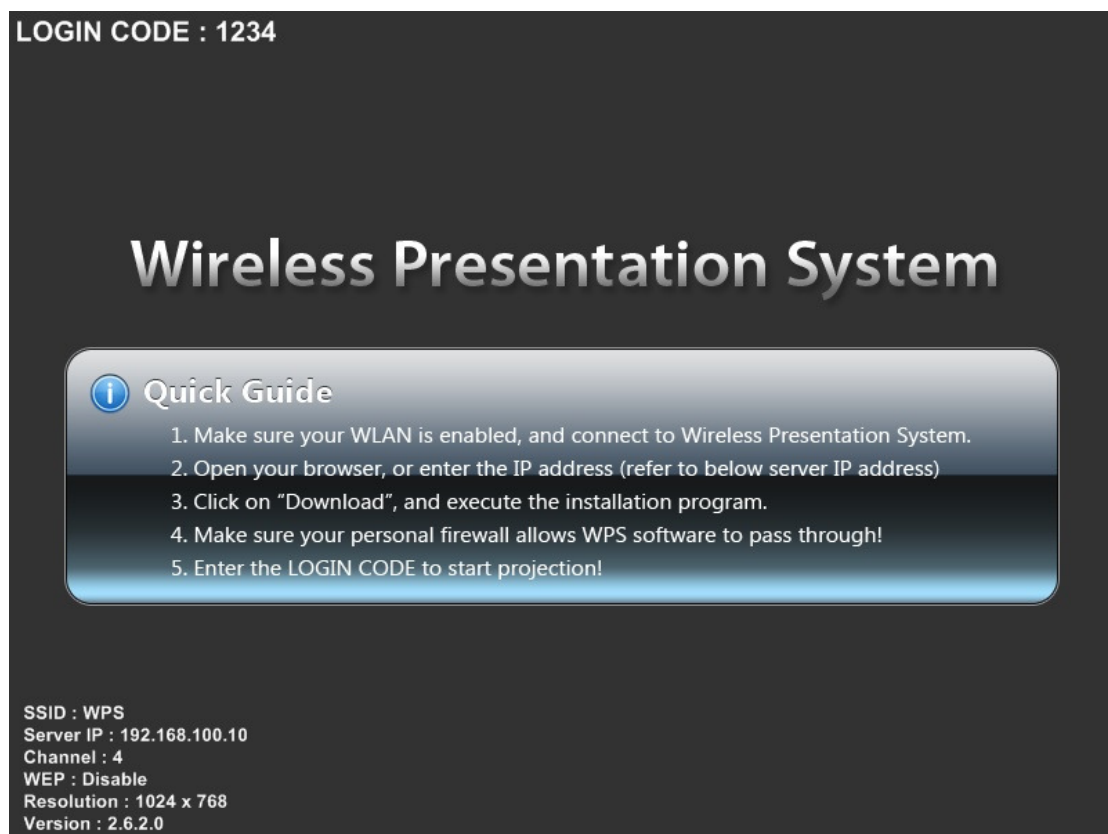 LOGIN CODE : 1234
Wireless Presentation System
Quick Guide
1. Make sure your WLAN is enabled, and connect to Wireless Presentation System.
2. Open your browser, or enter the IP address (refer to below server IP address)
3. Click on “Download”, and execute the installation program.
4. Make sure your personal firewall allows WPS software to pass through!
5. Enter the LOGIN CODE to start projection!
SSID : WPS
Server IP : 192.168.100.10
Channel : 4
WEP : Disable
Resolution : 1024 x 768
Version : 2.6.2.0